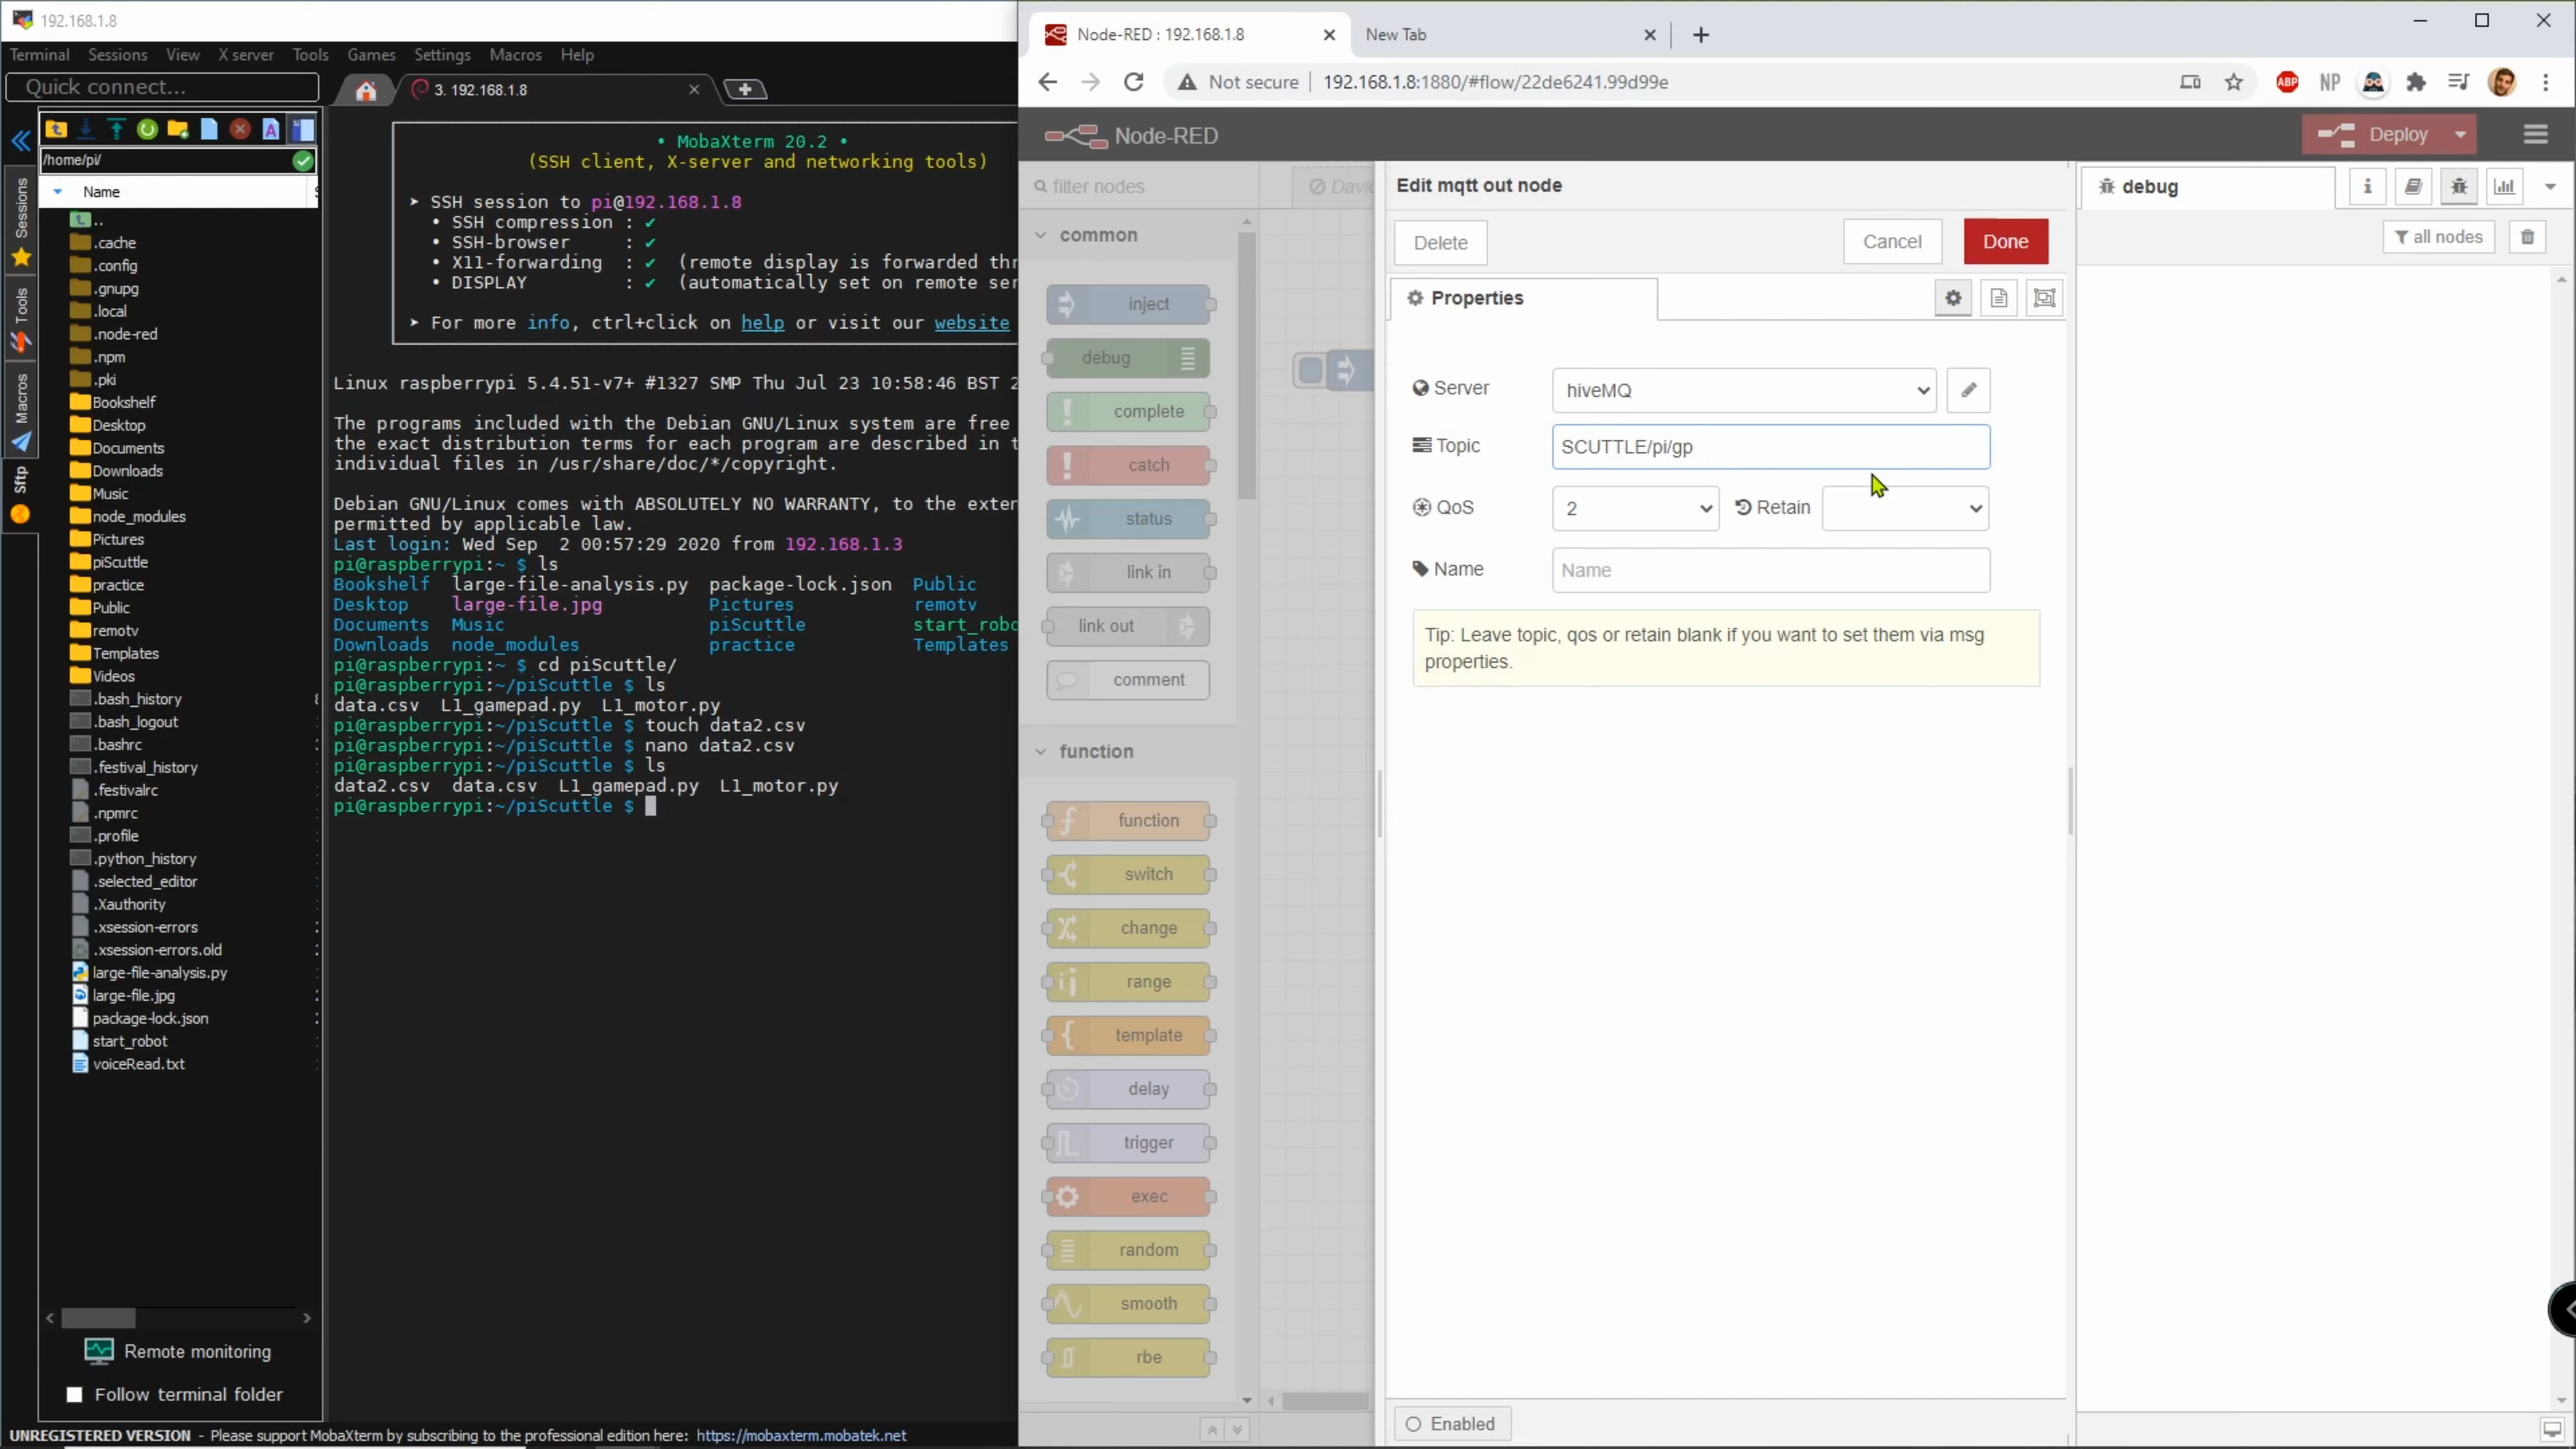 192.168.1.8
Terminal Sessions View X server Tools Games Settings Macros Help
Quick connect...
3. 192.168.1.8
/home/pi/
Name
Sessions
Tools
Macros
Sftp
..
.cache
.config
.gnupg
.local
.node-red
.npm
.pki
Bookshelf
Desktop
Documents
Downloads
Music
node_modules
Pictures
piScuttle
practice
Public
remotv
Templates
Videos
.bash_history
.bash_logout
.bashrc
.festival_history
.festivalrc
.npmrc
.profile
.python_history
.selected_editor
.Xauthority
.xsession-errors
.xsession-errors.old
large-file-analysis.py
large-file.jpg
package-lock.json
start_robot
voiceRead.txt
Remote monitoring
Follow terminal folder
• MobaXterm 20.2 •
(SSH client, X-server and networking tools)
➤ SSH session to pi@192.168.1.8
• SSH compression : ✔
• SSH-browser : ✔
• X11-forwarding : ✔ (remote display is forwarded thr
• DISPLAY : ✔ (automatically set on remote ser
➤ For more info, ctrl+click on help or visit our website
Linux raspberrypi 5.4.51-v7+ #1327 SMP Thu Jul 23 10:58:46 BST 2
The programs included with the Debian GNU/Linux system are free
the exact distribution terms for each program are described in t
individual files in /usr/share/doc/*/copyright.
Debian GNU/Linux comes with ABSOLUTELY NO WARRANTY, to the exten
permitted by applicable law.
Last login: Wed Sep 2 00:57:29 2020 from 192.168.1.3
pi@raspberrypi:~ $ ls
Bookshelf large-file-analysis.py package-lock.json Public
Desktop large-file.jpg Pictures remotv
Documents Music piScuttle start_robo
Downloads node_modules practice Templates
pi@raspberrypi:~ $ cd piScuttle/
pi@raspberrypi:~/piScuttle $ ls
data.csv L1_gamepad.py L1_motor.py
pi@raspberrypi:~/piScuttle $ touch data2.csv
pi@raspberrypi:~/piScuttle $ nano data2.csv
pi@raspberrypi:~/piScuttle $ ls
data2.csv data.csv L1_gamepad.py L1_motor.py
pi@raspberrypi:~/piScuttle $
UNREGISTERED VERSION - Please support MobaXterm by subscribing to the professional edition here: https://mobaxterm.mobatek.net
Node-RED : 192.168.1.8
New Tab
Not secure 192.168.1.8:1880/#flow/22de6241.99d99e
ABP
NP
Node-RED
Deploy
filter nodes
common
inject
debug
complete
catch
status
link in
link out
comment
function
function
switch
change
range
template
delay
trigger
exec
random
smooth
rbe
Davi
Edit mqtt out node
Delete Cancel Done
Properties
Server hiveMQ
Topic SCUTTLE/pi/gp
QoS 2 Retain
Name Name
Tip: Leave topic, qos or retain blank if you want to set them via msg
properties.
Enabled
debug
all nodes